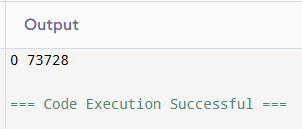 Output
0 73728
=== Code Execution Successful ===